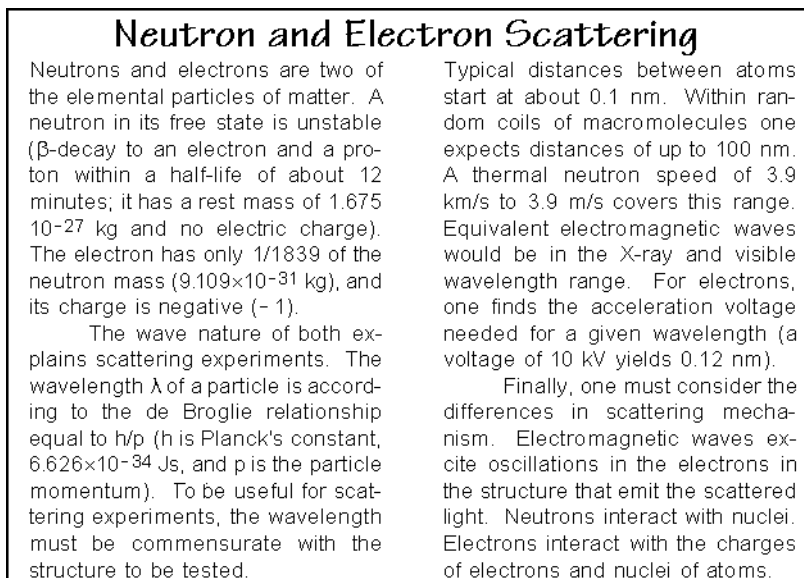 Neutron and Electron Scattering
Neutrons and electrons are two of
the elemental particles of matter. A
neutron in its free state is unstable
(β-decay to an electron and a pro-
ton within a half-life of about 12
minutes; it has a rest mass of 1.675
10⁻²⁷ kg and no electric charge).
The electron has only 1/1839 of the
neutron mass (9.109×10⁻³¹ kg), and
its charge is negative (- 1).
The wave nature of both ex-
plains scattering experiments. The
wavelength λ of a particle is accord-
ing to the de Broglie relationship
equal to h/p (h is Planck's constant,
6.626×10⁻³⁴ Js, and p is the particle
momentum). To be useful for scat-
tering experiments, the wavelength
must be commensurate with the
structure to be tested.
Typical distances between atoms
start at about 0.1 nm. Within ran-
dom coils of macromolecules one
expects distances of up to 100 nm.
A thermal neutron speed of 3.9
km/s to 3.9 m/s covers this range.
Equivalent electromagnetic waves
would be in the X-ray and visible
wavelength range. For electrons,
one finds the acceleration voltage
needed for a given wavelength (a
voltage of 10 kV yields 0.12 nm).
Finally, one must consider the
differences in scattering mecha-
nism. Electromagnetic waves ex-
cite oscillations in the electrons in
the structure that emit the scattered
light. Neutrons interact with nuclei.
Electrons interact with the charges
of electrons and nuclei of atoms.